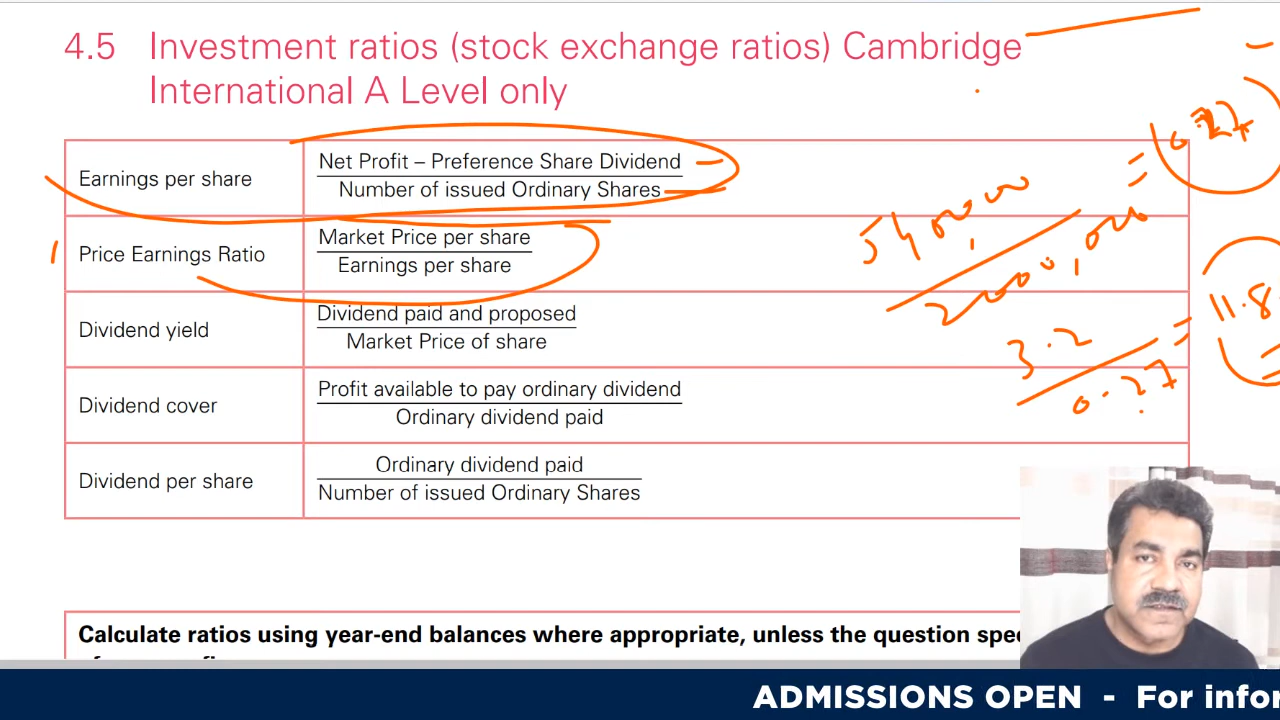 4.5 Investment ratios (stock exchange ratios) Cambridge
International A Level only
Earnings per share
Net Profit – Preference Share Dividend
Number of issued Ordinary Shares
Price Earnings Ratio
Market Price per share
Earnings per share
Dividend yield
Dividend paid and proposed
Market Price of share
Dividend cover
Profit available to pay ordinary dividend
Ordinary dividend paid
Dividend per share
Ordinary dividend paid
Number of issued Ordinary Shares
= 0.27
3.2
0.27
= 11.8
Calculate ratios using year-end balances where appropriate, unless the question
ADMISSIONS OPEN - For